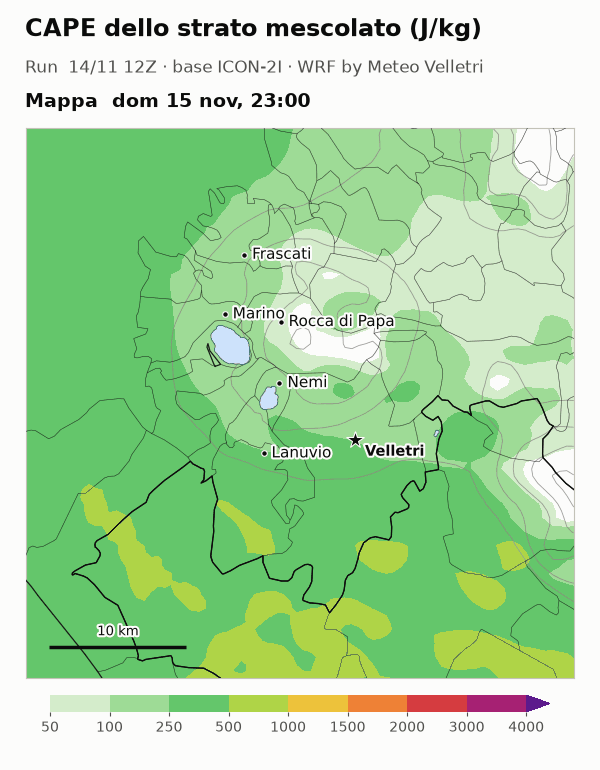 CAPE dello strato mescolato (J/kg)
Run  14/11 12Z · base ICON-2I · WRF by Meteo Velletri
Mappa  dom 15 nov, 23:00
Frascati
Marino
Rocca di Papa
Nemi
Velletri
Lanuvio
10 km
50 100 250 500 1000 1500 2000 3000 4000